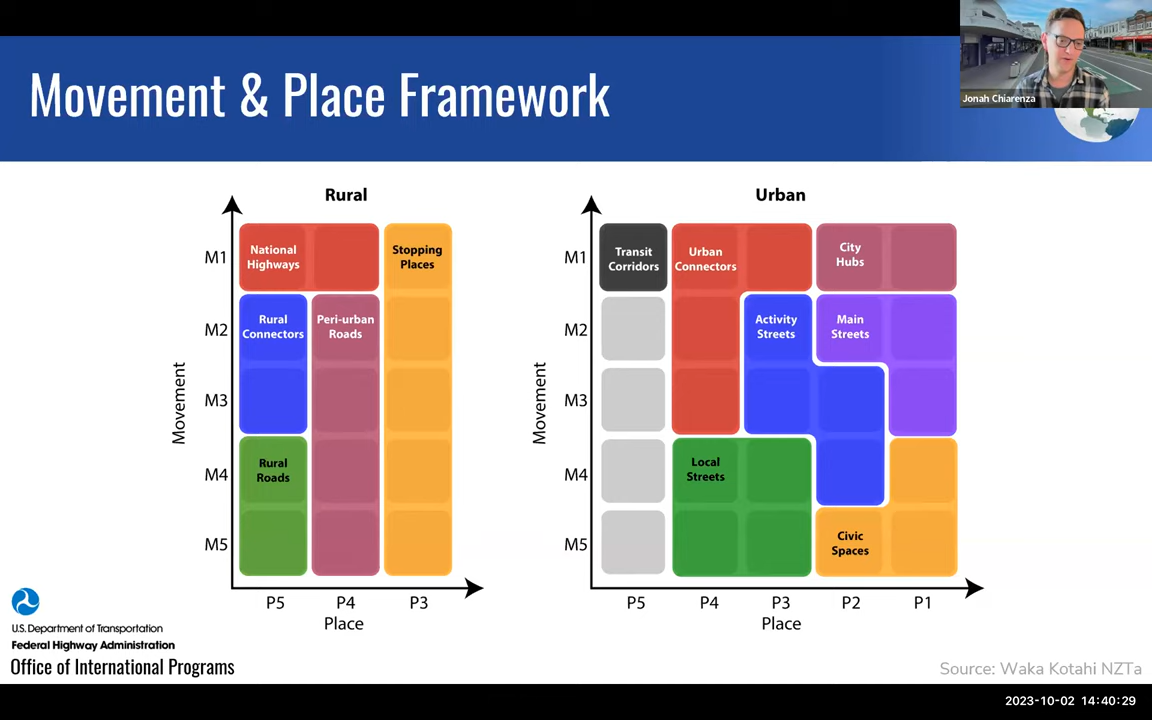 Movement & Place Framework
Jonah Chiarenza
Rural
Movement
M1
M2
M3
M4
M5
National
Highways
Stopping
Places
Rural
Connectors
Peri-urban
Roads
Rural
Roads
P5
P4
P3
Place
Urban
Movement
M1
M2
M3
M4
M5
Transit
Corridors
Urban
Connectors
City
Hubs
Activity
Streets
Main
Streets
Local
Streets
Civic
Spaces
P5
P4
P3
P2
P1
Place
U.S. Department of Transportation
Federal Highway Administration
Office of International Programs
Source: Waka Kotahi NZTa
2023-10-02 14:40:29